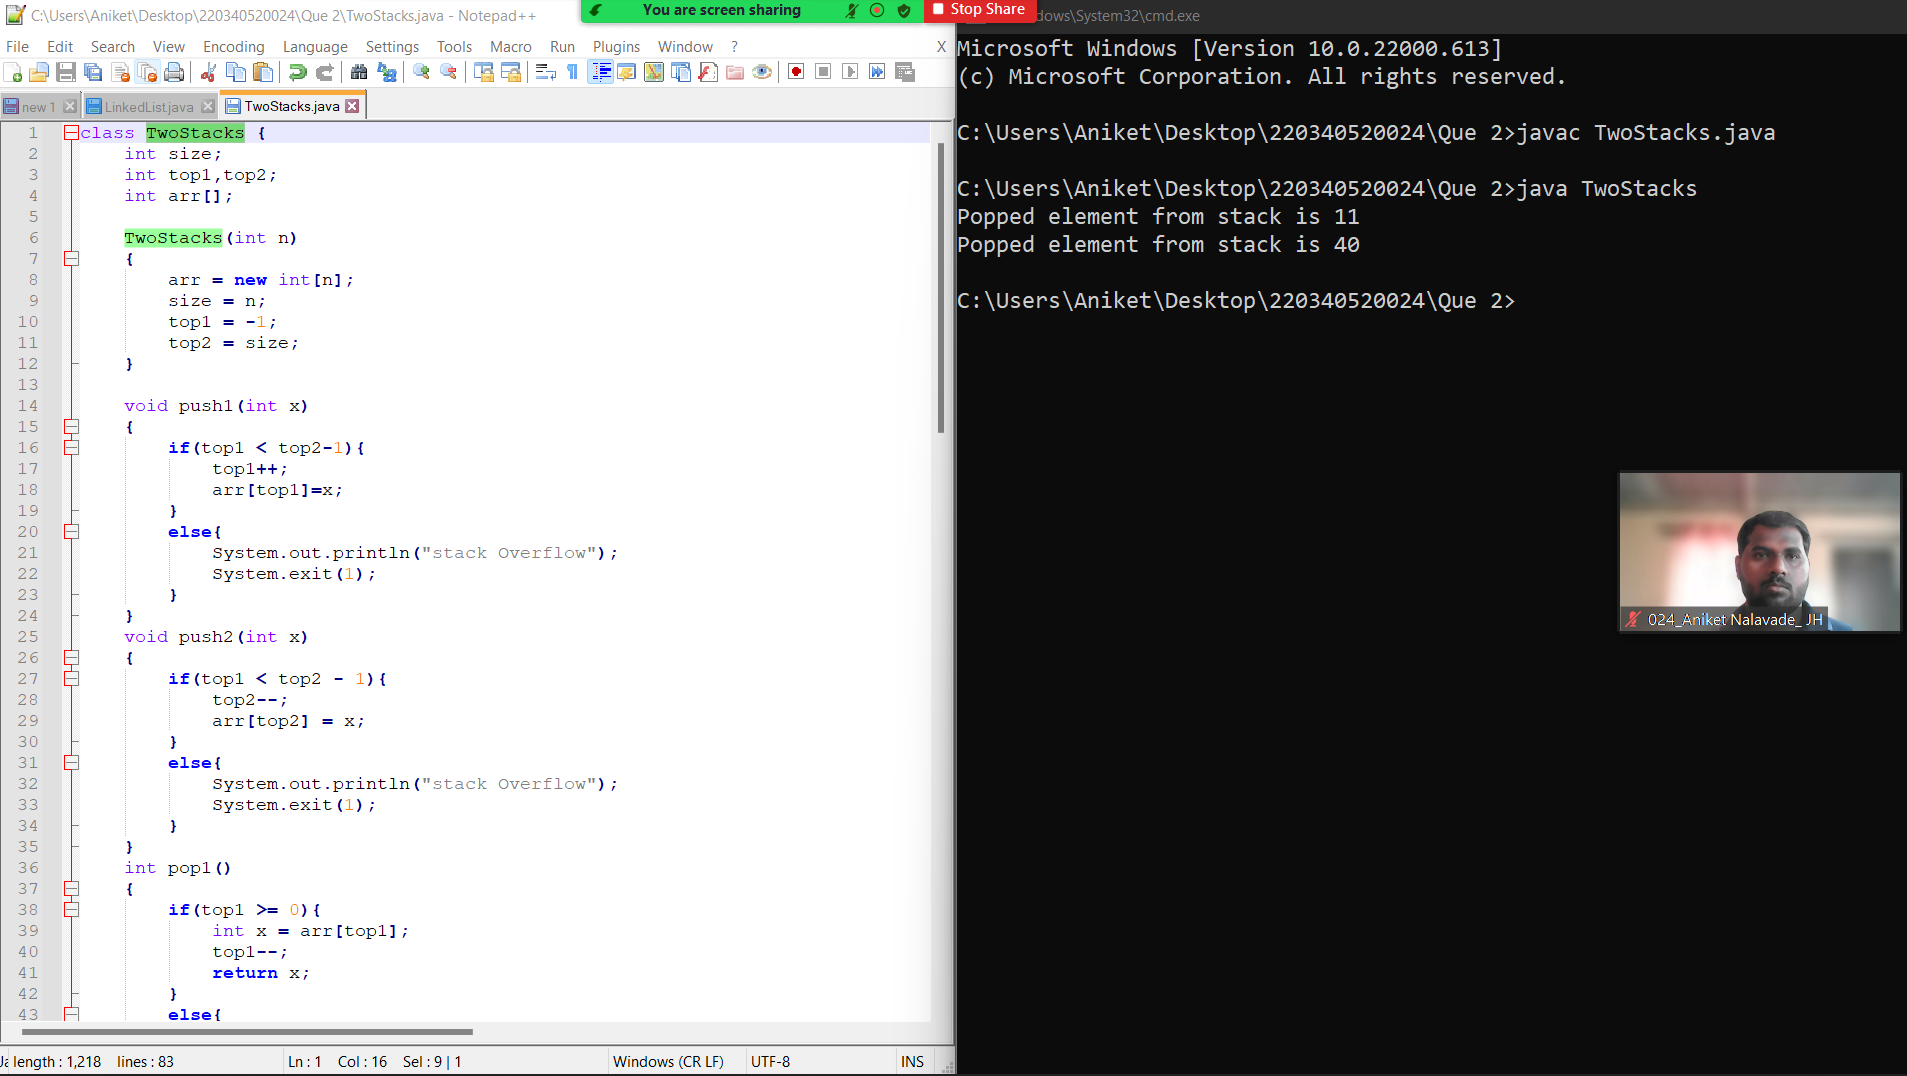 C:\Users\Aniket\Desktop\220340520024\Que 2\TwoStacks.java - Notepad++
You are screen sharing
Stop Share
dows\System32\cmd.exe
File Edit Search View Encoding Language Settings Tools Macro Run Plugins Window ? X
new 1
LinkedList.java
TwoStacks.java
1 class TwoStacks {
2 int size;
3 int top1,top2;
4 int arr[];
5
6 TwoStacks(int n)
7 {
8 arr = new int[n];
9 size = n;
10 top1 = -1;
11 top2 = size;
12 }
13
14 void push1(int x)
15 {
16 if(top1 < top2-1){
17 top1++;
18 arr[top1]=x;
19 }
20 else{
21 System.out.println("stack Overflow");
22 System.exit(1);
23 }
24 }
25 void push2(int x)
26 {
27 if(top1 < top2 - 1){
28 top2--;
29 arr[top2] = x;
30 }
31 else{
32 System.out.println("stack Overflow");
33 System.exit(1);
34 }
35 }
36 int pop1()
37 {
38 if(top1 >= 0){
39 int x = arr[top1];
40 top1--;
41 return x;
42 }
43 else{
Ja length : 1,218 lines : 83 Ln : 1 Col : 16 Sel : 9 | 1 Windows (CR LF) UTF-8 INS
Microsoft Windows [Version 10.0.22000.613]
(c) Microsoft Corporation. All rights reserved.
C:\Users\Aniket\Desktop\220340520024\Que 2>javac TwoStacks.java
C:\Users\Aniket\Desktop\220340520024\Que 2>java TwoStacks
Popped element from stack is 11
Popped element from stack is 40
C:\Users\Aniket\Desktop\220340520024\Que 2>
024_Aniket Nalavade_ JH